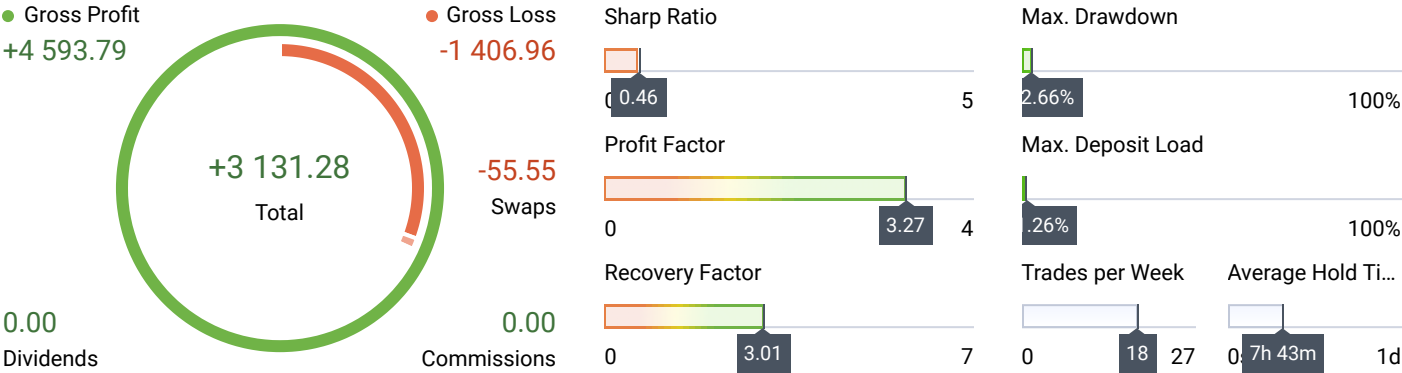 Gross Profit
+4 593.79
Gross Loss
-1 406.96
+3 131.28
Total
-55.55
Swaps
0.00
Dividends
0.00
Commissions
Sharp Ratio
0.46
5
Profit Factor
0
3.27
4
Recovery Factor
0
3.01
7
Max. Drawdown
2.66%
100%
Max. Deposit Load
.26%
100%
Trades per Week
0
18
27
Average Hold Ti...
7h 43m
1d